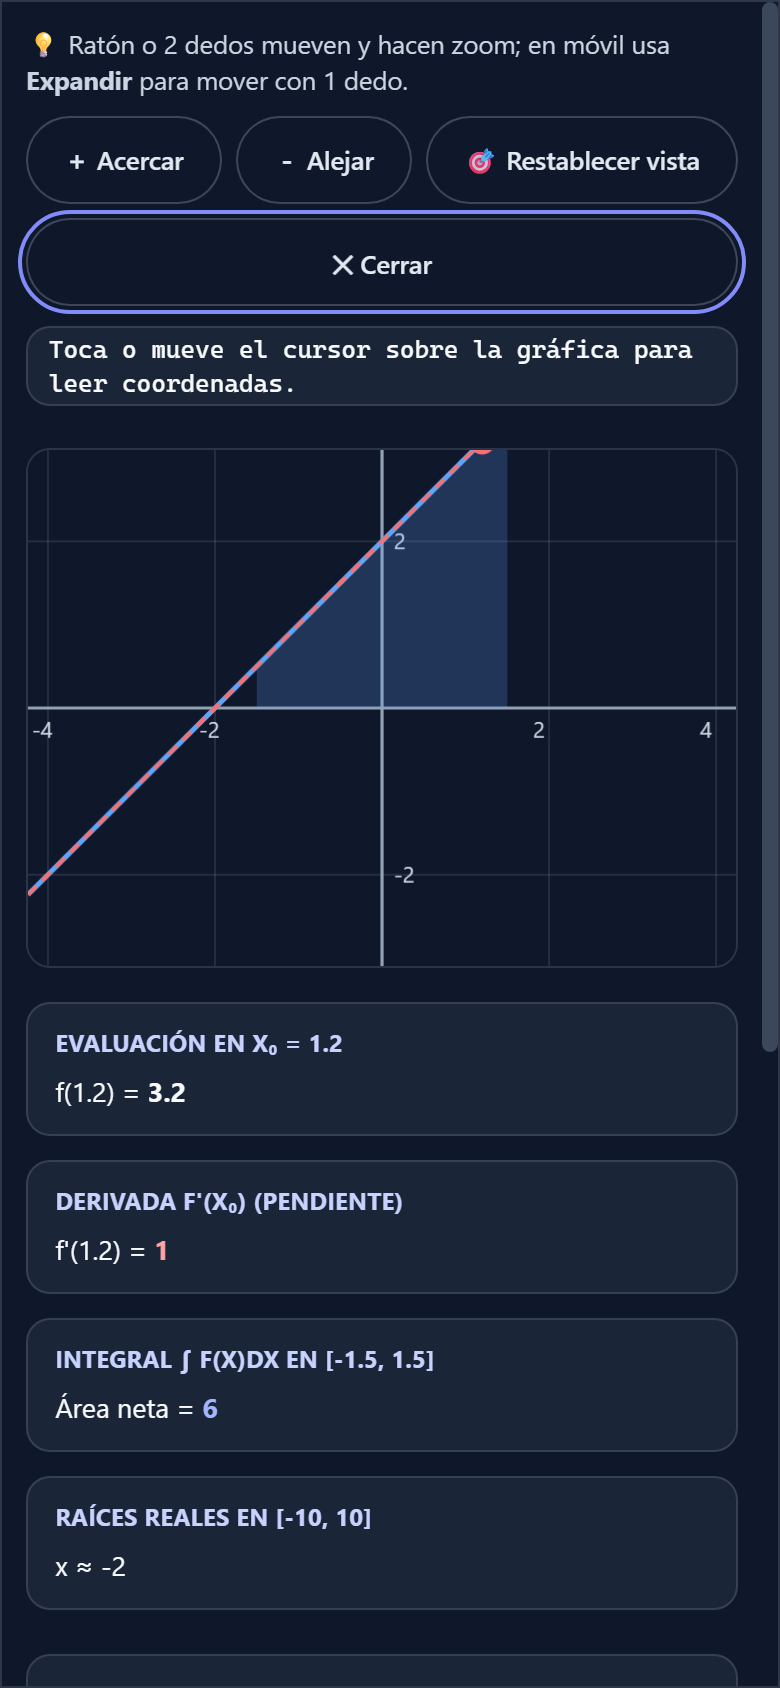 💡 Ratón o 2 dedos mueven y hacen zoom; en móvil usa
Expandir para mover con 1 dedo.
+ Acercar
- Alejar
🎯 Restablecer vista
✕ Cerrar
Toca o mueve el cursor sobre la gráfica para
leer coordenadas.
2
-4 -2 2 4
-2
EVALUACIÓN EN X₀ = 1.2
f(1.2) = 3.2
DERIVADA F'(X₀) (PENDIENTE)
f'(1.2) = 1
INTEGRAL ∫ F(X)DX EN [-1.5, 1.5]
Área neta = 6
RAÍCES REALES EN [-10, 10]
x ≈ -2